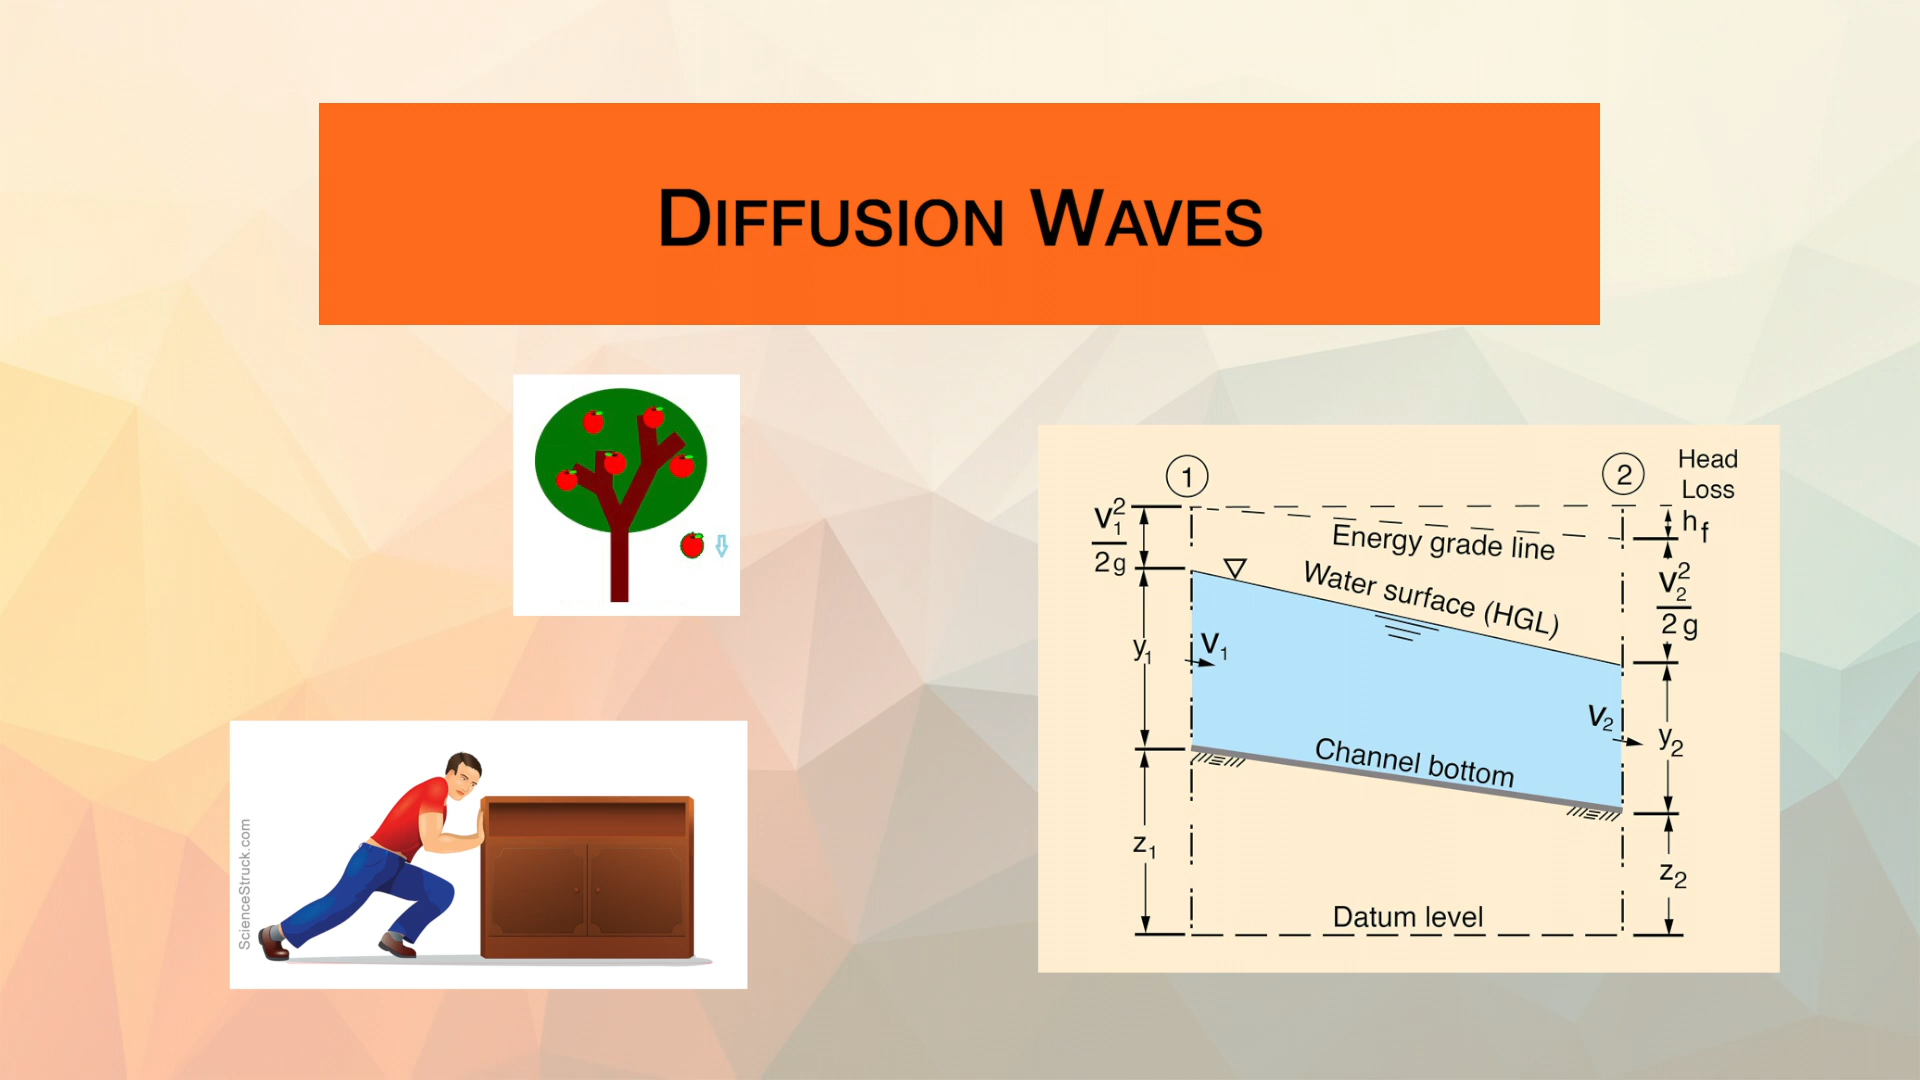 DIFFUSION WAVES
ScienceStruck.com
1
2
Head
Loss
hf
V₁²
2g
Energy grade line
Water surface (HGL)
V₂²
2g
y₁
V₁
V₂
y₂
Channel bottom
z₁
z₂
Datum level